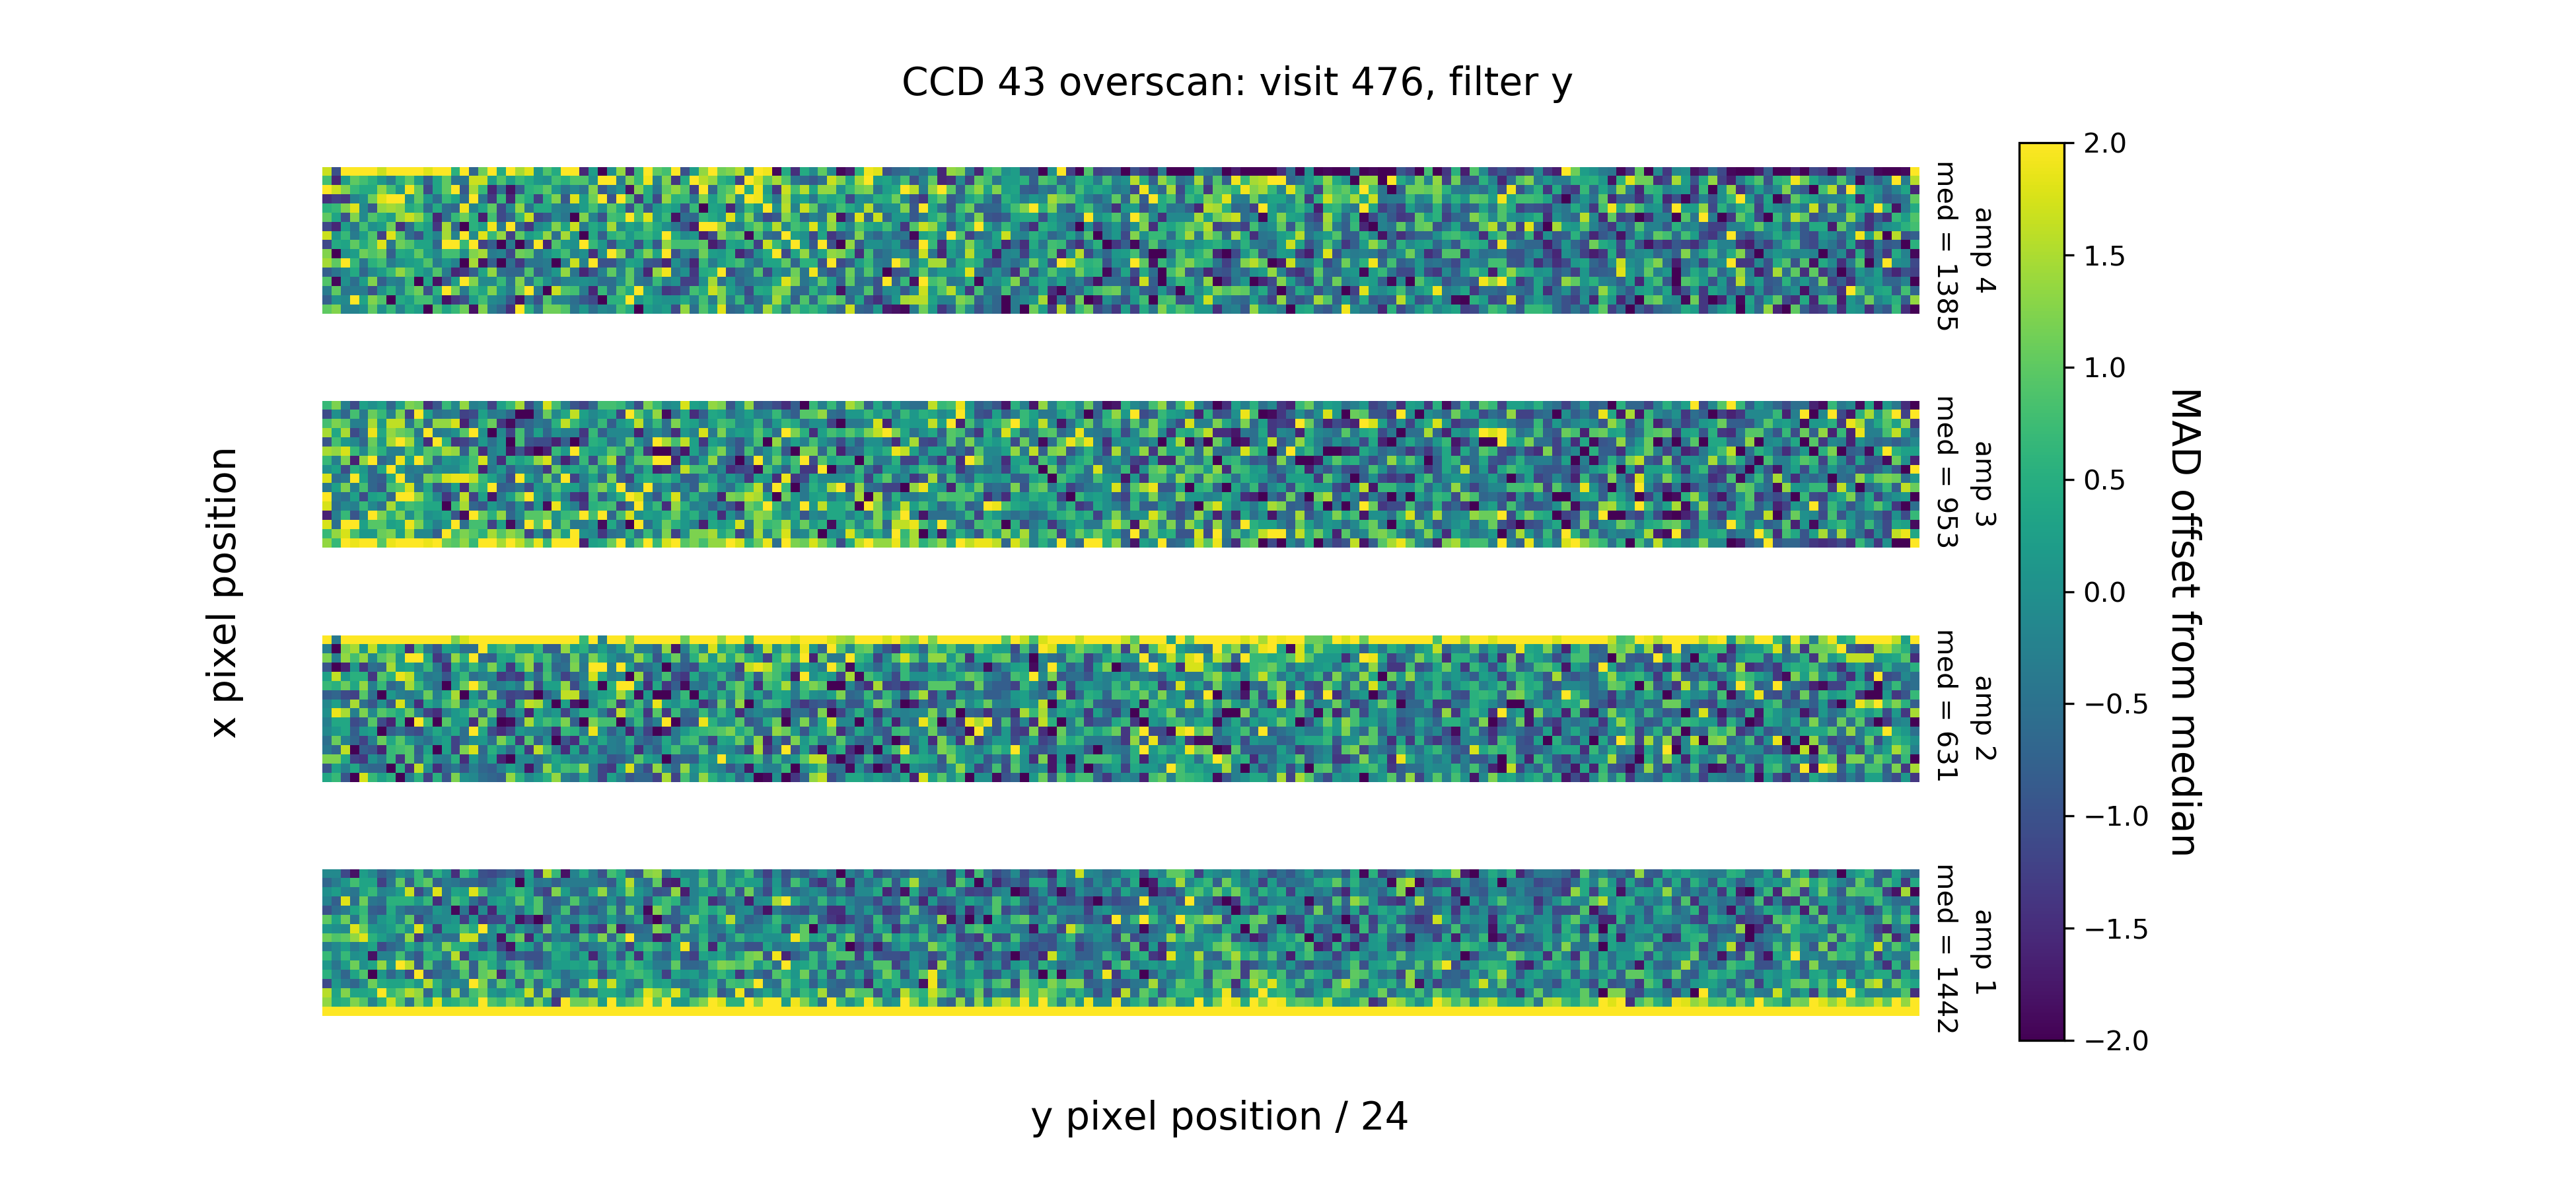 CCD 43 overscan: visit 476, filter y
x pixel position
amp 4
med = 1385
amp 3
med = 953
amp 2
med = 631
amp 1
med = 1442
y pixel position / 24
2.0
1.5
1.0
0.5
0.0
−0.5
−1.0
−1.5
−2.0
MAD offset from median